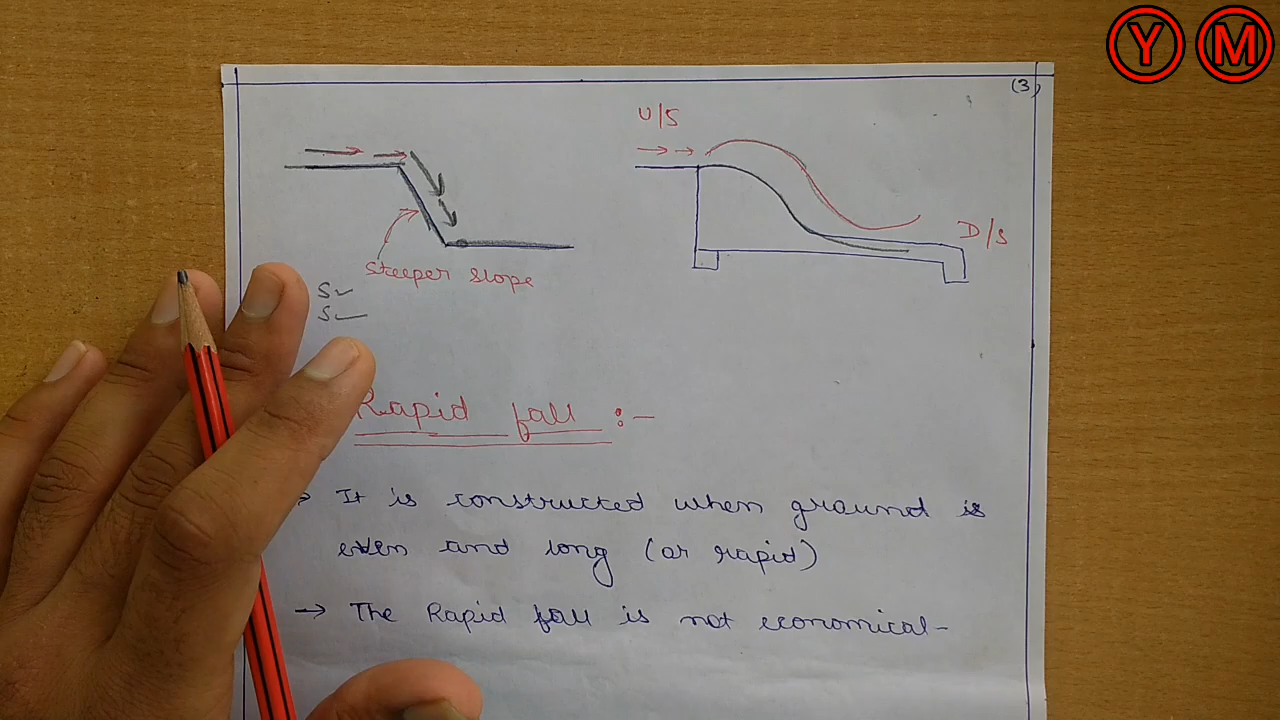 Y M
(3)
U/S
D/S
steeper slope
S
S
Rapid fall :-
It is constructed when ground is
even and long (or rapid)
→ The Rapid fall is not economical-